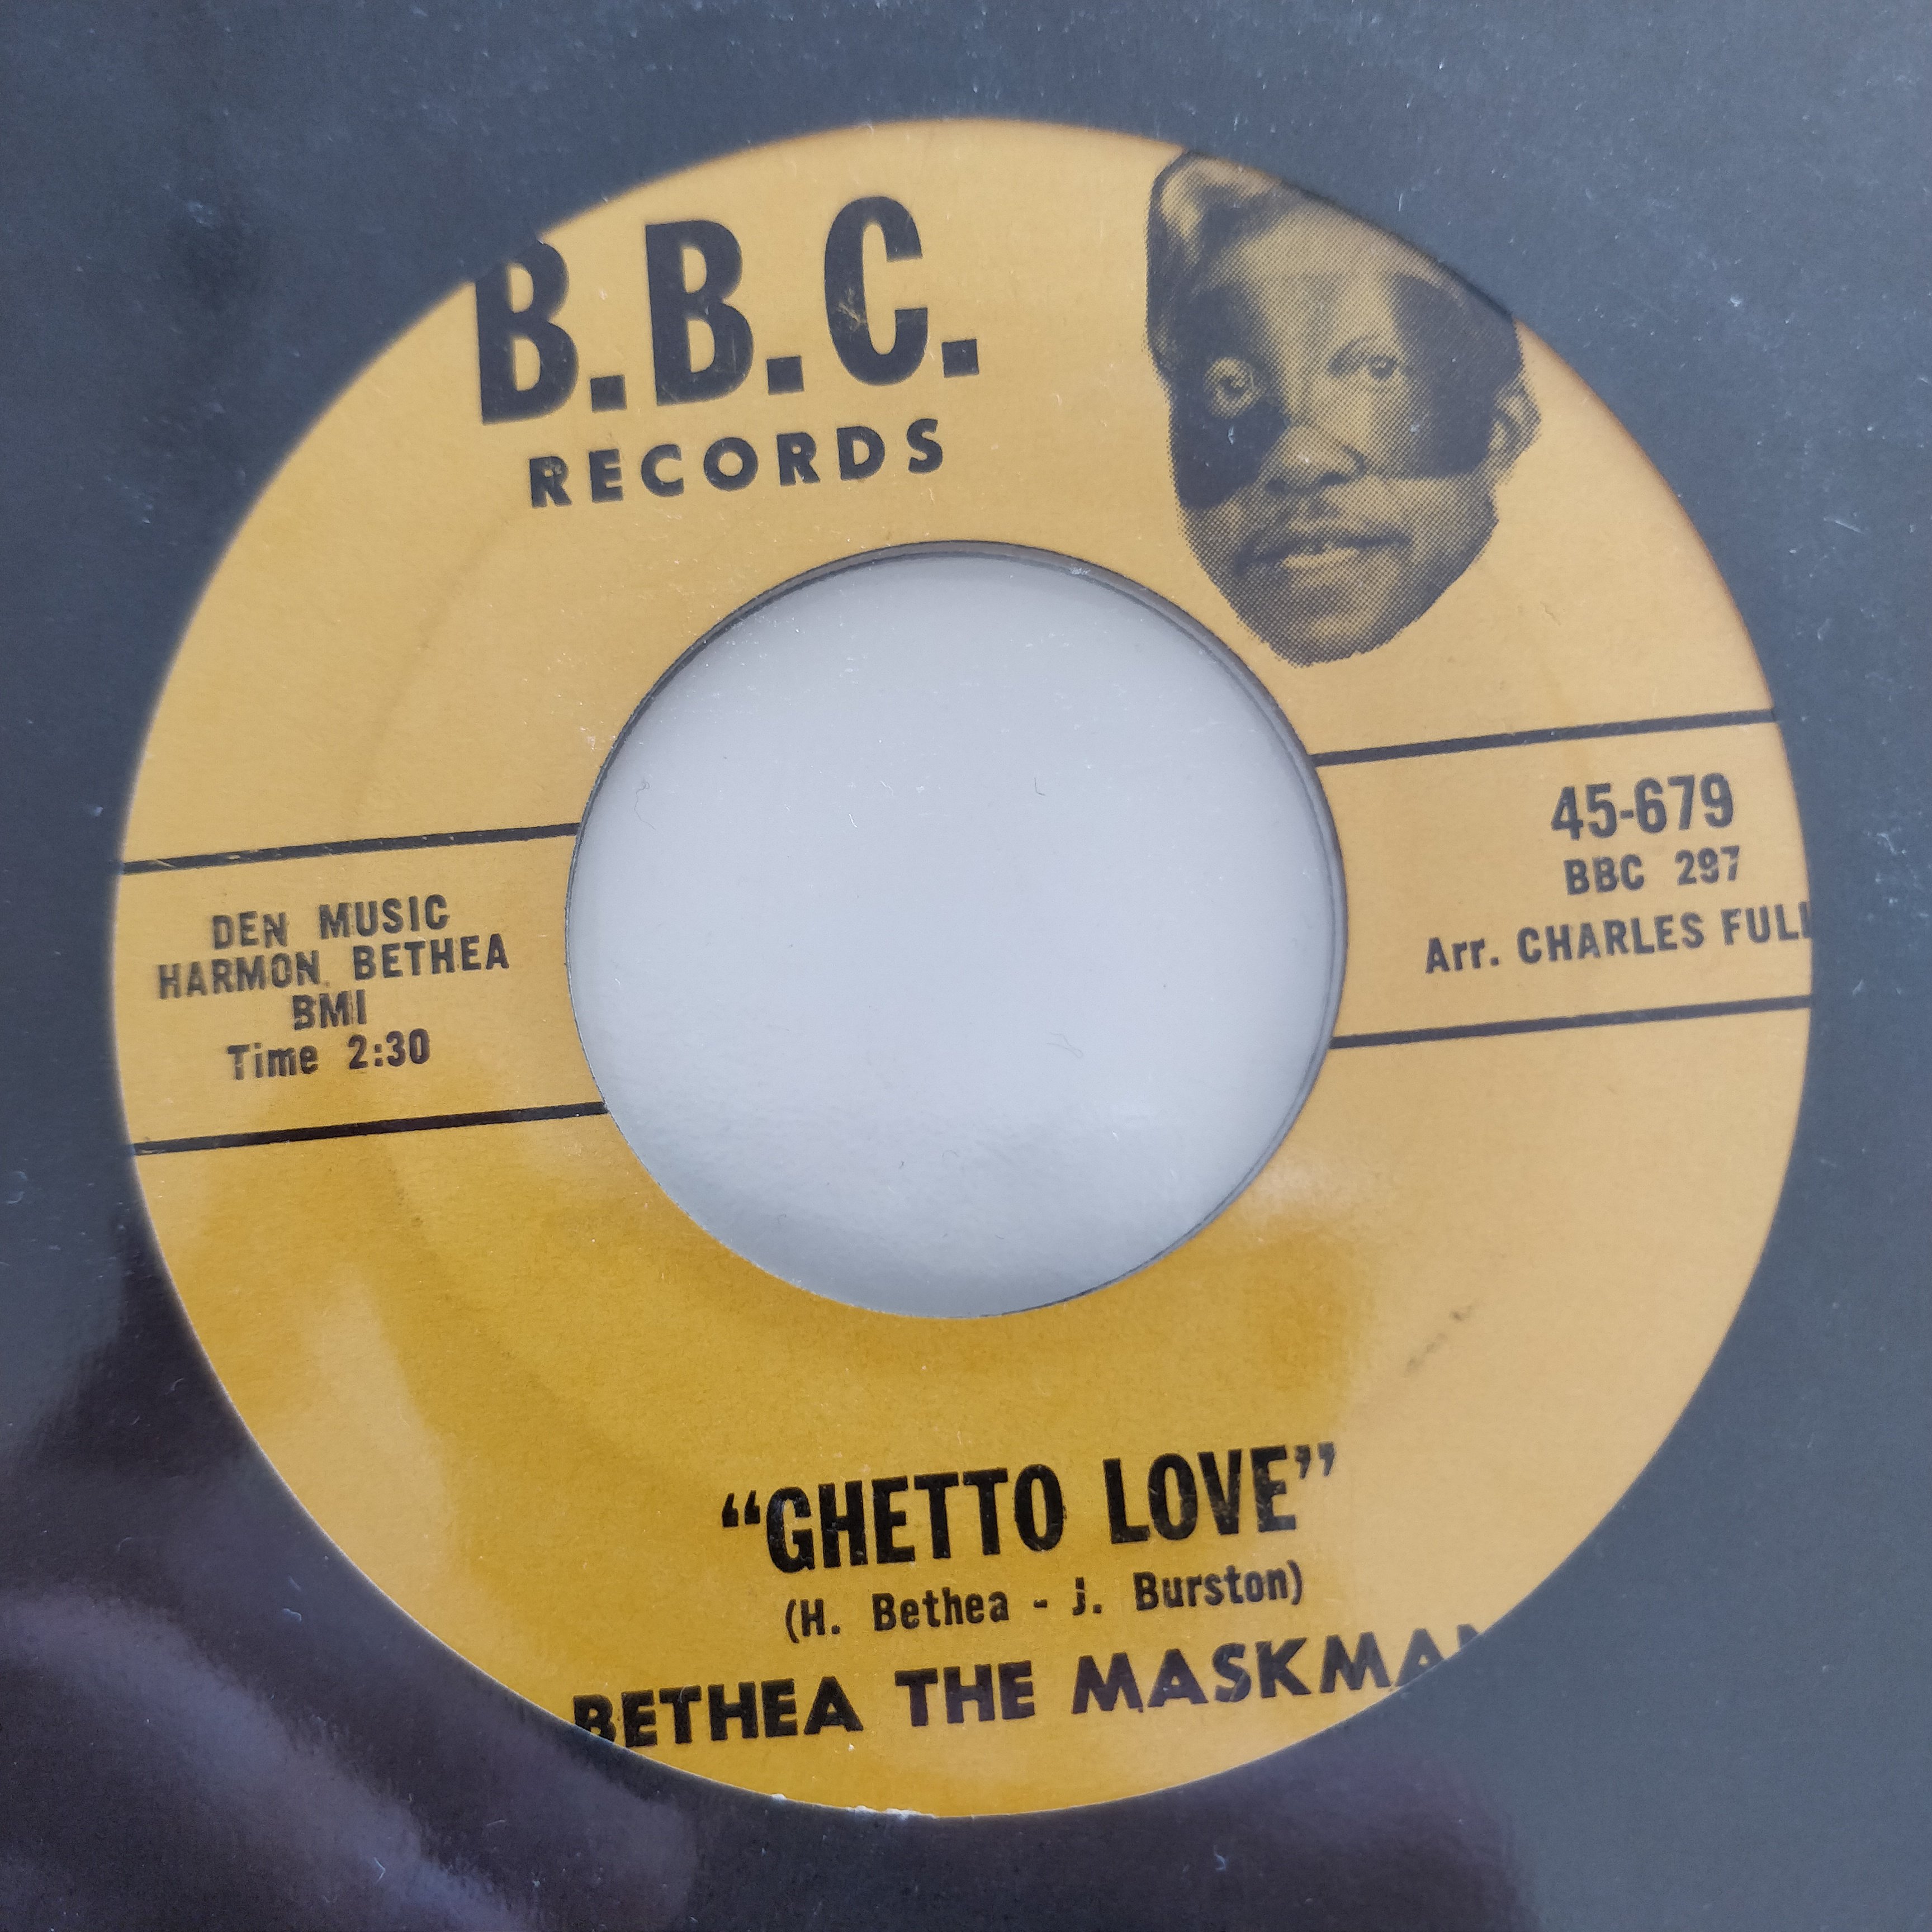 B.B.C.
RECORDS
45-679
BBC 297
Arr. CHARLES
DEN MUSIC
HARMON BETHEA
BMI
Time 2:30
"GHETTO LOVE"
(H. Bethea - J. Burston)
BETHEA THE MASKMAN